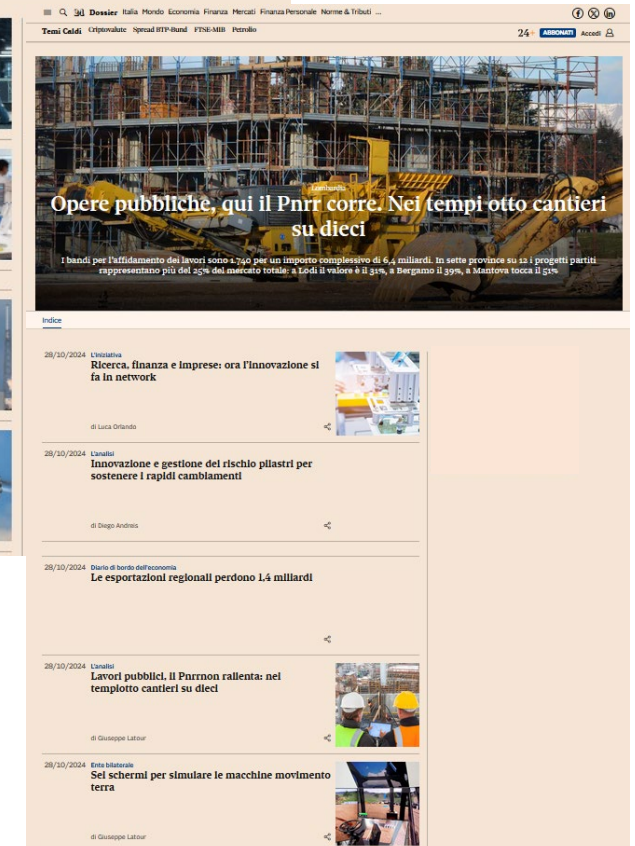 Dossier Italia Mondo Economia Finanza Mercati Finanza Personale Norme & Tributi ...
Temi Caldi Criptovalute Spread BTP-Bund FTSE-MIB Petrolio
24+ ABBONATI Accedi
Lombardia
Opere pubbliche, qui il Pnrr corre. Nei tempi otto cantieri
su dieci
I bandi per l'affidamento dei lavori sono 1.740 per un importo complessivo di 6,4 miliardi. In sette province su 12 i progetti partiti
rappresentano più del 25% del mercato totale: a Lodi il valore è il 31%, a Bergamo il 39%, a Mantova tocca il 51%
Indice
28/10/2024 L'iniziativa
Ricerca, finanza e imprese: ora l'innovazione si
fa in network
di Luca Orlando
28/10/2024 L'analisi
Innovazione e gestione del rischio pilastri per
sostenere i rapidi cambiamenti
di Diego Andreis
28/10/2024 Diario di bordo dell'economia
Le esportazioni regionali perdono 1,4 miliardi
28/10/2024 L'analisi
Lavori pubblici, il Pnrrnon rallenta: nei
tempiotto cantieri su dieci
di Giuseppe Latour
28/10/2024 Ente bilaterale
Sei schermi per simulare le macchine movimento
terra
di Giuseppe Latour